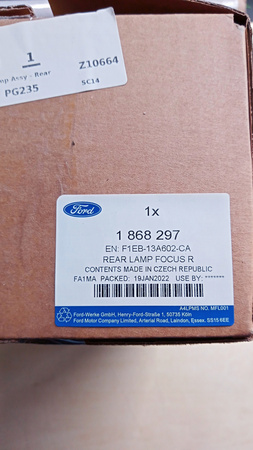 1
mp Assy - Rear
Z10664
PG235
SC14
Ford
1x
1 868 297
EN: F1EB-13A602-CA
REAR LAMP FOCUS R
CONTENTS MADE IN CZECH REPUBLIC
FA1MA PACKED: 19JAN2022 USE BY: *******
A4LPMS NO. MFL001
Ford-Werke GmbH, Henry-Ford-Straße 1, 50735 Köln
Ford Motor Company Limited, Arterial Road, Laindon, Essex. SS15 6EE